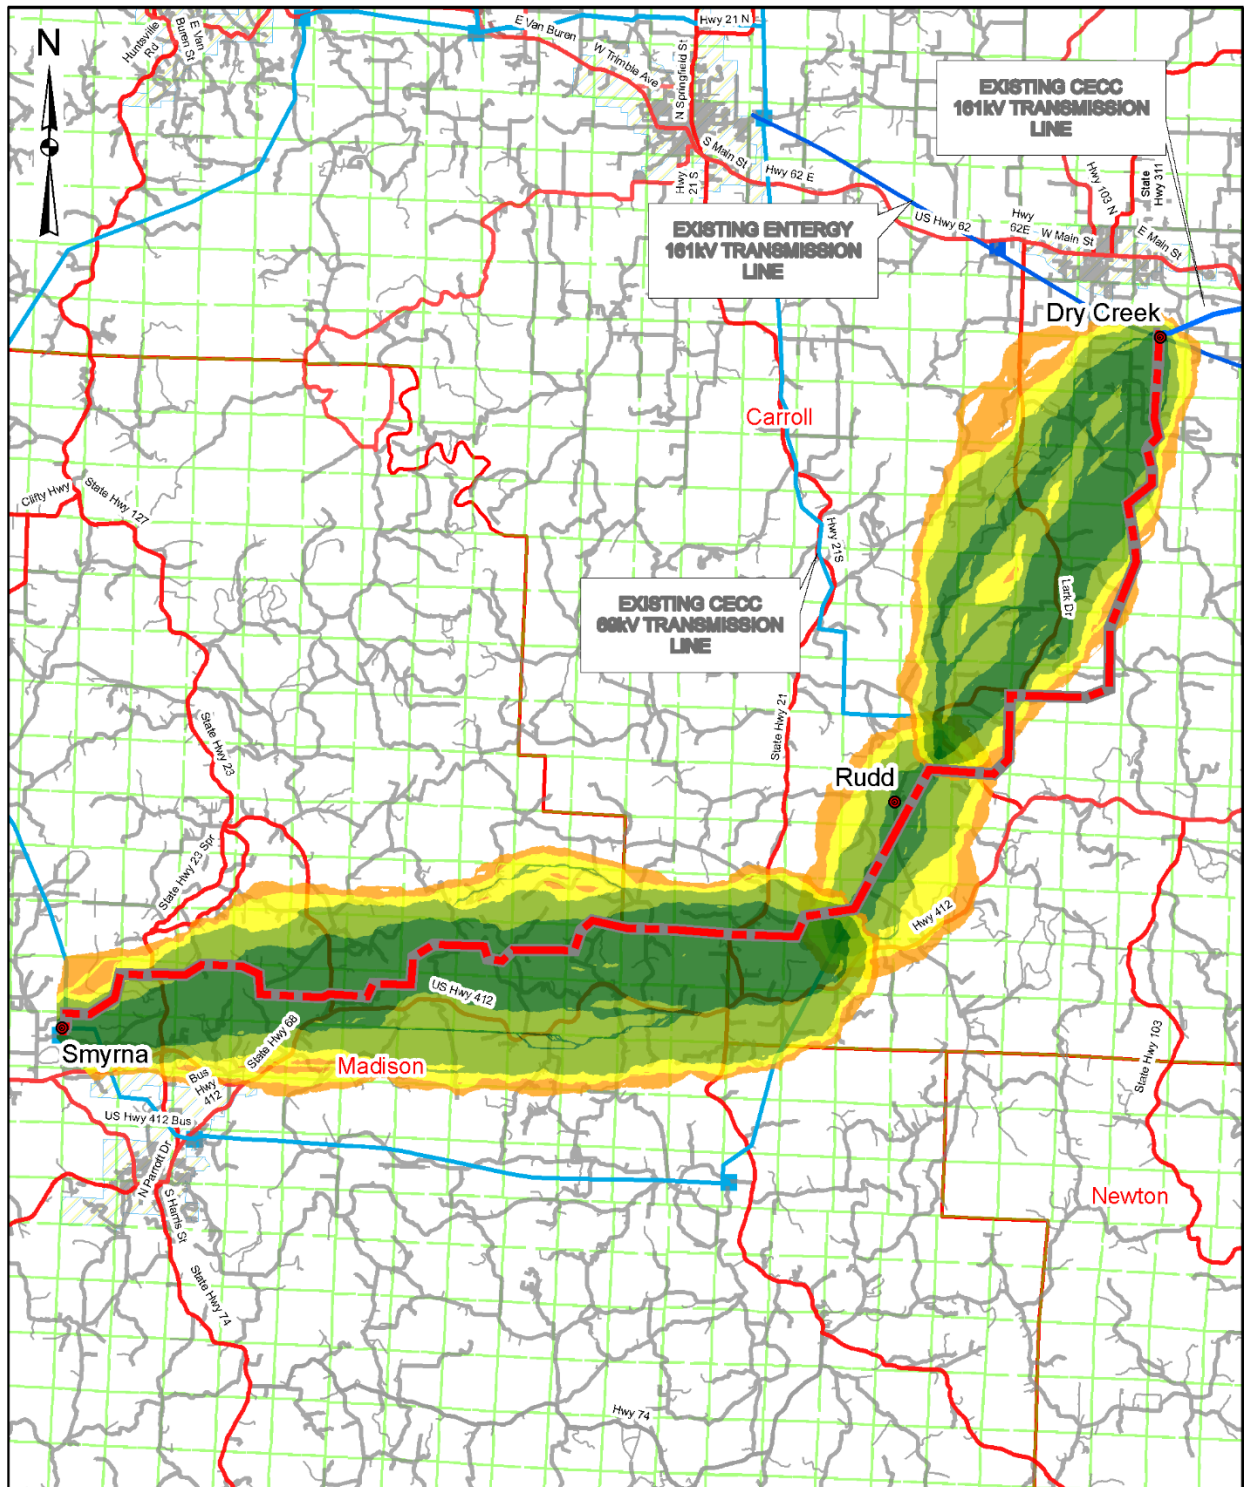 N
Huntsville
Rd
E Van
Buren St
E Van Buren
W Trimble Ave
N Springfield St
Hwy 21 N
S Main St
Hwy 62 E
Hwy
21 S
EXISTING CECC
161kV TRANSMISSION
LINE
Hwy 103 N
State
Hwy 311
EXISTING ENTERGY
161kV TRANSMISSION
LINE
US Hwy 62
Hwy
62E
W Main St
E Main St
Dry Creek
Carroll
Clifty Hwy
State Hwy 127
Hwy 21S
EXISTING CECC
69kV TRANSMISSION
LINE
Lark Dr
State Hwy 21
State Hwy 23
Rudd
State Hwy 23 Spr
Hwy 412
US Hwy 412
State Hwy 68
Smyrna
Madison
Bus
Hwy
412
State Hwy 103
US Hwy 412 Bus
N Parrott Dr
S Harris St
Newton
State Hwy 74
Hwy 74